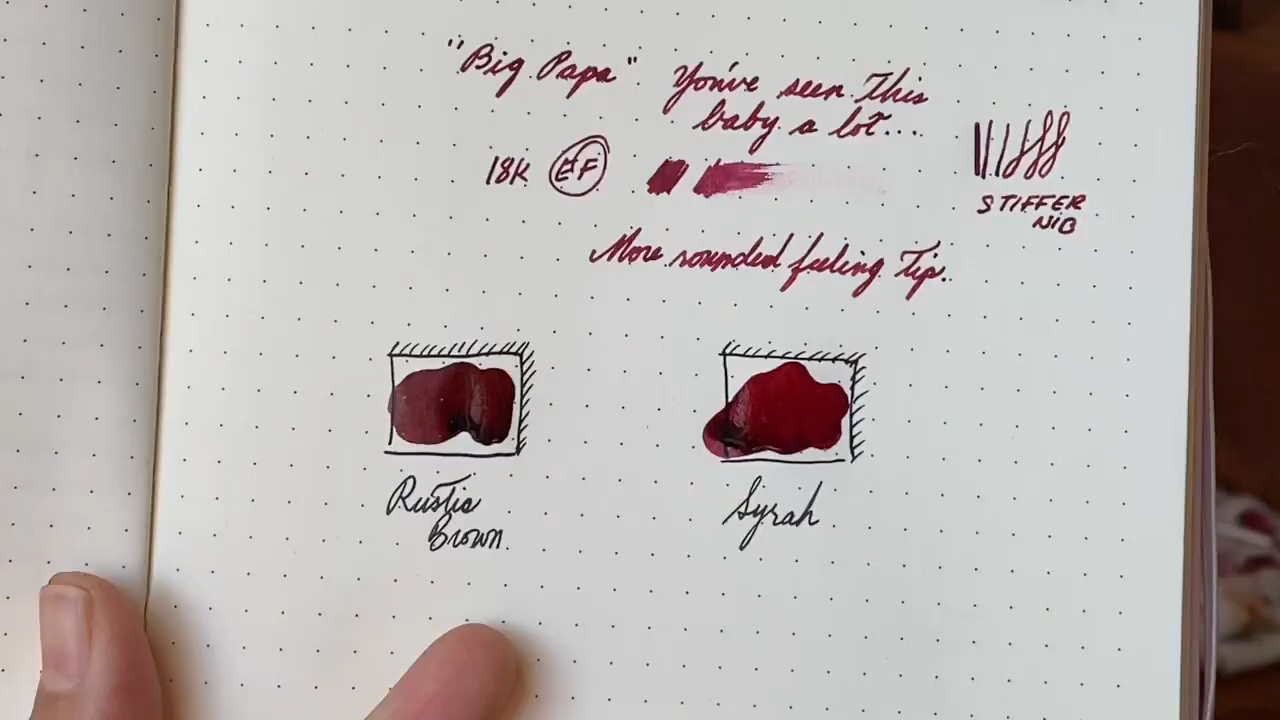 "Big Papa" You've seen This
baby a lot...
18K EF
STIFFER
NIB
More rounded feeling Tip.
Rustic
Brown
Syrah